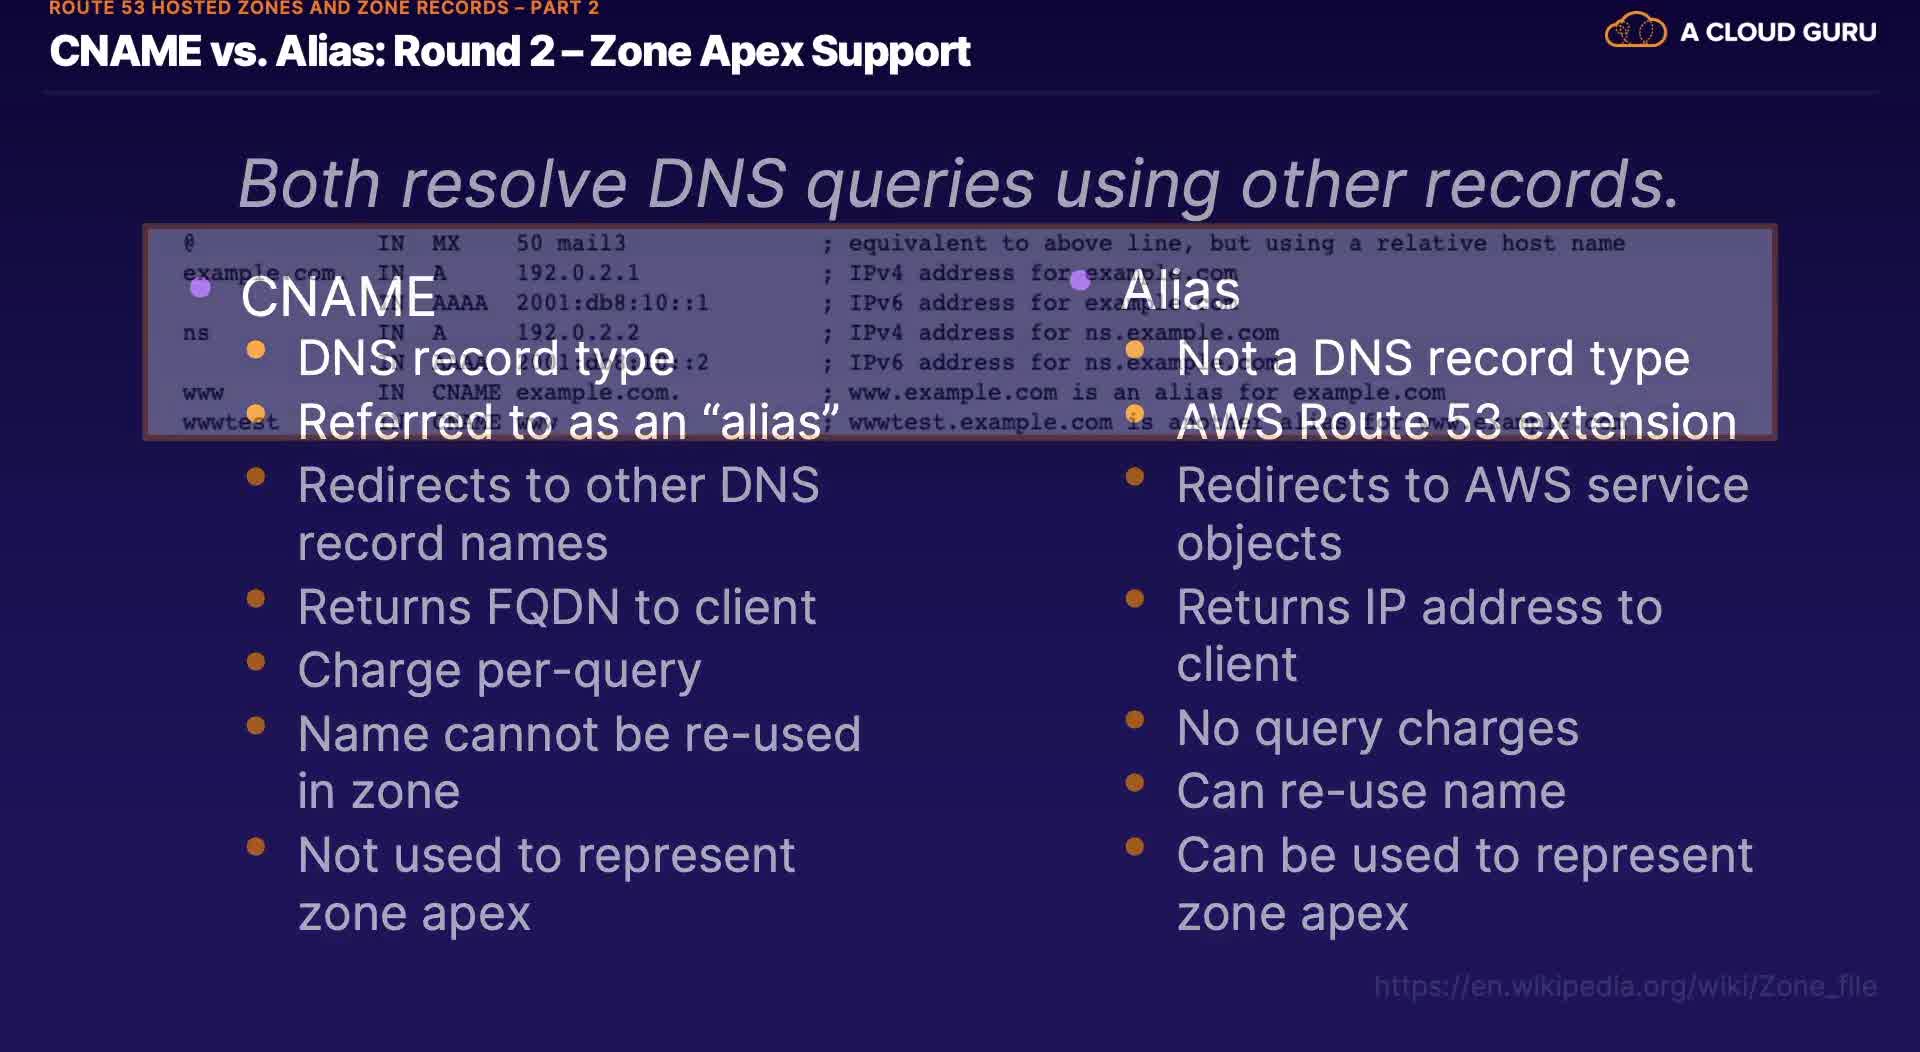 ROUTE 53 HOSTED ZONES AND ZONE RECORDS – PART 2
CNAME vs. Alias: Round 2 – Zone Apex Support
A CLOUD GURU
Both resolve DNS queries using other records.
@ IN MX 50 mail3 ; equivalent to above line, but using a relative host name
example.com. IN A 192.0.2.1 ; IPv4 address for example.com
IN AAAA 2001:db8:10::1 ; IPv6 address for example.com
ns IN A 192.0.2.2 ; IPv4 address for ns.example.com
IN AAAA 2001:db8:10::2 ; IPv6 address for ns.example.com
www IN CNAME example.com. ; www.example.com is an alias for example.com
wwwtest IN CNAME www ; wwwtest.example.com is another alias for www.example.com
CNAME
DNS record type
Referred to as an “alias”
Redirects to other DNS
record names
Returns FQDN to client
Charge per-query
Name cannot be re-used
in zone
Not used to represent
zone apex
Alias
Not a DNS record type
AWS Route 53 extension
Redirects to AWS service
objects
Returns IP address to
client
No query charges
Can re-use name
Can be used to represent
zone apex
https://en.wikipedia.org/wiki/Zone_file